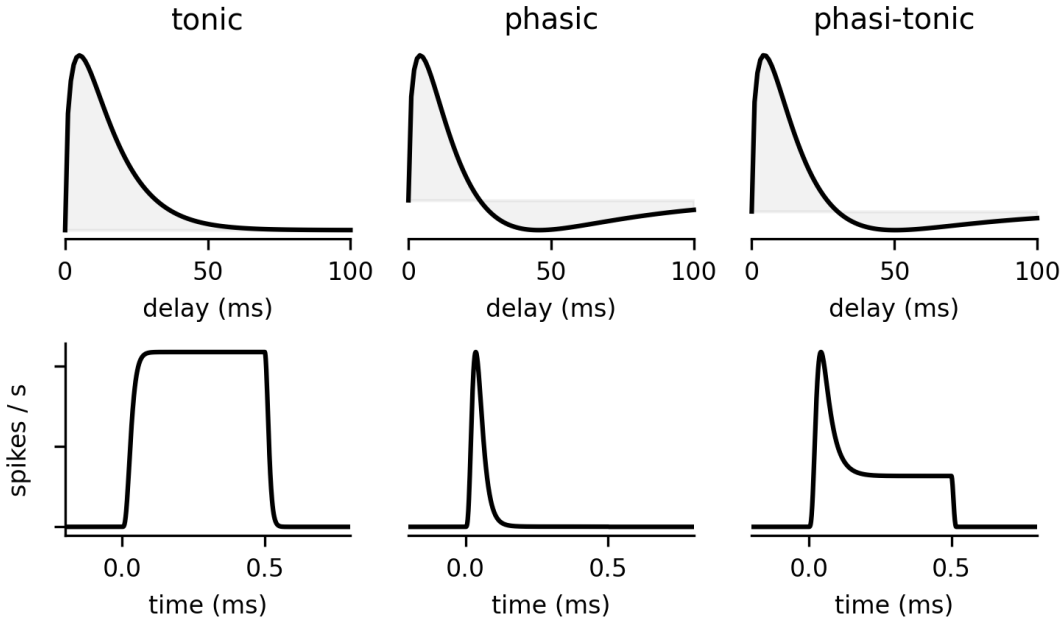 tonic
phasic
phasi-tonic
0 50 100
0 50 100
0 50 100
delay (ms)
delay (ms)
delay (ms)
spikes / s
0.0 0.5
0.0 0.5
0.0 0.5
time (ms)
time (ms)
time (ms)